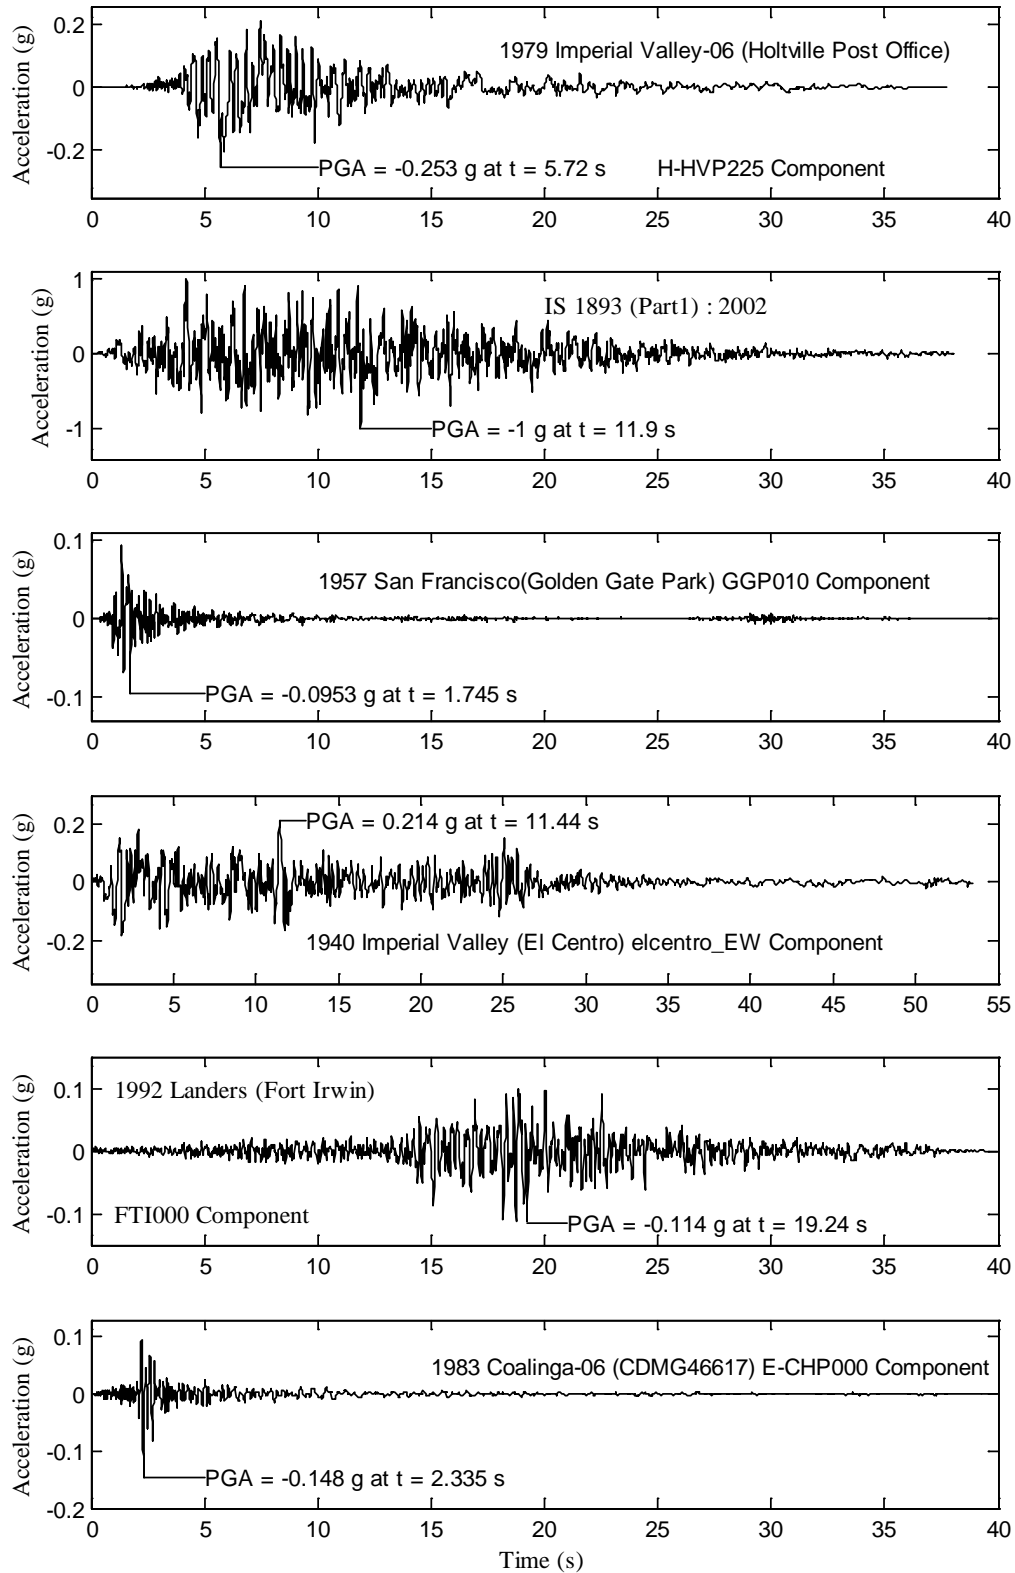 0.2
1979 Imperial Valley-06 (Holtville Post Office)
0
-0.2
PGA = -0.253 g at t = 5.72 s H-HVP225 Component
Acceleration (g)
0 5 10 15 20 25 30 35 40
1
IS 1893 (Part1) : 2002
0
-1
PGA = -1 g at t = 11.9 s
Acceleration (g)
0 5 10 15 20 25 30 35 40
0.1
1957 San Francisco(Golden Gate Park) GGP010 Component
0
-0.1
PGA = -0.0953 g at t = 1.745 s
Acceleration (g)
0 5 10 15 20 25 30 35 40
0.2
PGA = 0.214 g at t = 11.44 s
0
-0.2
1940 Imperial Valley (El Centro) elcentro_EW Component
Acceleration (g)
0 5 10 15 20 25 30 35 40 45 50 55
0.1
1992 Landers (Fort Irwin)
0
-0.1
FTI000 Component
PGA = -0.114 g at t = 19.24 s
Acceleration (g)
0 5 10 15 20 25 30 35 40
0.1
1983 Coalinga-06 (CDMG46617) E-CHP000 Component
0
-0.1
PGA = -0.148 g at t = 2.335 s
-0.2
Acceleration (g)
0 5 10 15 20 25 30 35 40
Time (s)